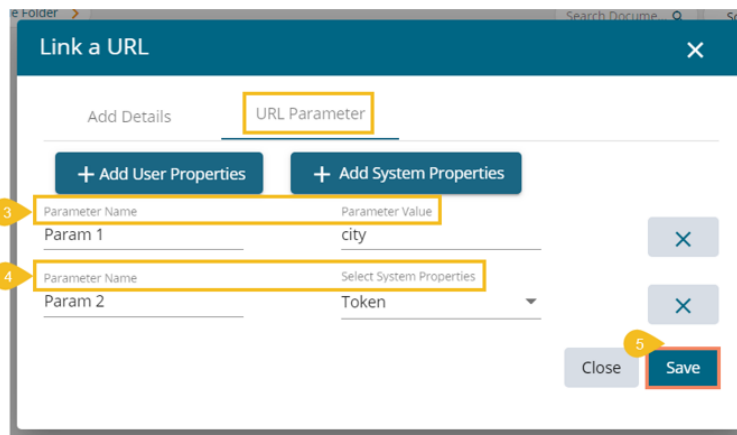 e Folder >
Search Docume...
Link a URL
Add Details
URL Parameter
+ Add User Properties
+ Add System Properties
3
Parameter Name
Parameter Value
Param 1
city
4
Parameter Name
Select System Properties
Param 2
Token
5
Close
Save